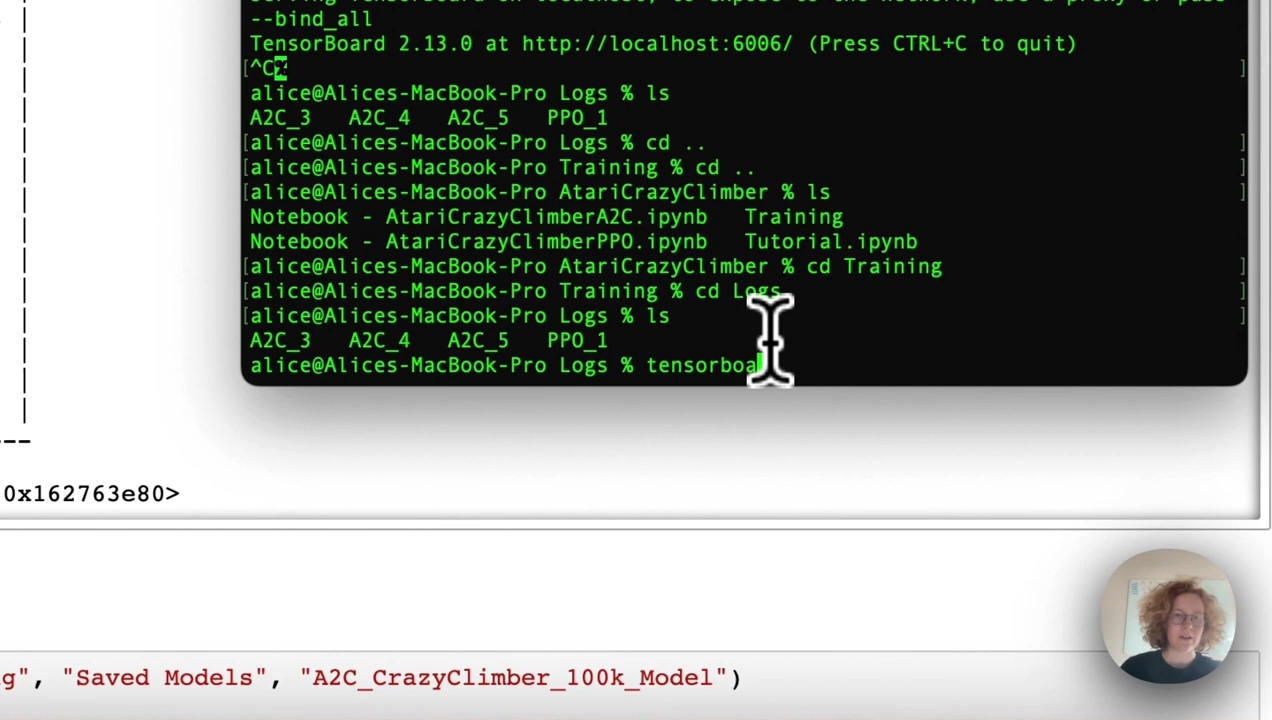 --bind_all
TensorBoard 2.13.0 at http://localhost:6006/ (Press CTRL+C to quit)
[^C ]
alice@Alices-MacBook-Pro Logs % ls
A2C_3 A2C_4 A2C_5 PPO_1
[alice@Alices-MacBook-Pro Logs % cd .. ]
[alice@Alices-MacBook-Pro Training % cd .. ]
[alice@Alices-MacBook-Pro AtariCrazyClimber % ls ]
Notebook - AtariCrazyClimberA2C.ipynb Training
Notebook - AtariCrazyClimberPPO.ipynb Tutorial.ipynb
[alice@Alices-MacBook-Pro AtariCrazyClimber % cd Training ]
[alice@Alices-MacBook-Pro Training % cd Logs ]
[alice@Alices-MacBook-Pro Logs % ls ]
A2C_3 A2C_4 A2C_5 PPO_1
alice@Alices-MacBook-Pro Logs % tensorboa
0x162763e80>
g", "Saved Models", "A2C_CrazyClimber_100k_Model")